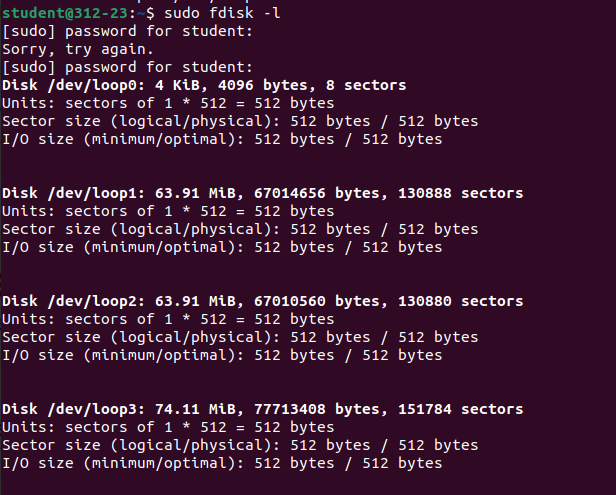 student@312-23:~$ sudo fdisk -l
[sudo] password for student:
Sorry, try again.
[sudo] password for student:
Disk /dev/loop0: 4 KiB, 4096 bytes, 8 sectors
Units: sectors of 1 * 512 = 512 bytes
Sector size (logical/physical): 512 bytes / 512 bytes
I/O size (minimum/optimal): 512 bytes / 512 bytes
Disk /dev/loop1: 63.91 MiB, 67014656 bytes, 130888 sectors
Units: sectors of 1 * 512 = 512 bytes
Sector size (logical/physical): 512 bytes / 512 bytes
I/O size (minimum/optimal): 512 bytes / 512 bytes
Disk /dev/loop2: 63.91 MiB, 67010560 bytes, 130880 sectors
Units: sectors of 1 * 512 = 512 bytes
Sector size (logical/physical): 512 bytes / 512 bytes
I/O size (minimum/optimal): 512 bytes / 512 bytes
Disk /dev/loop3: 74.11 MiB, 77713408 bytes, 151784 sectors
Units: sectors of 1 * 512 = 512 bytes
Sector size (logical/physical): 512 bytes / 512 bytes
I/O size (minimum/optimal): 512 bytes / 512 bytes